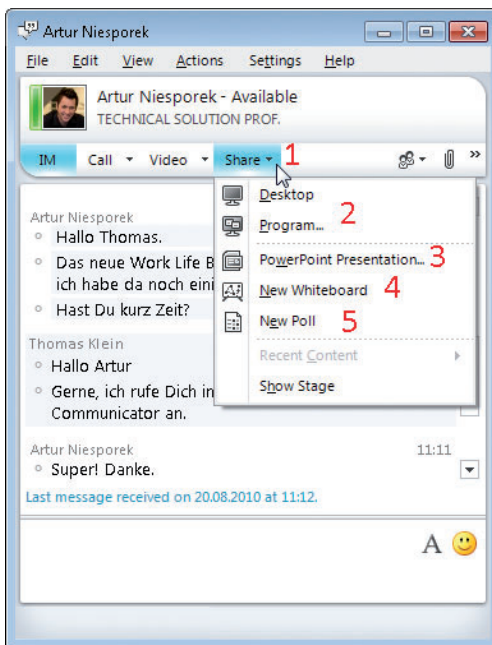 Artur Niesporek
File Edit View Actions Settings Help
Artur Niesporek - Available
TECHNICAL SOLUTION PROF.
IM Call Video Share 1 »
Desktop
Program... 2
PowerPoint Presentation... 3
New Whiteboard 4
New Poll 5
Recent Content
Show Stage
Artur Niesporek
Hallo Thomas.
Das neue Work Life B
ich habe da noch eini
Hast Du kurz Zeit?
Thomas Klein
Hallo Artur
Gerne, ich rufe Dich in
Communicator an.
Artur Niesporek 11:11
Super! Danke.
Last message received on 20.08.2010 at 11:12.
A